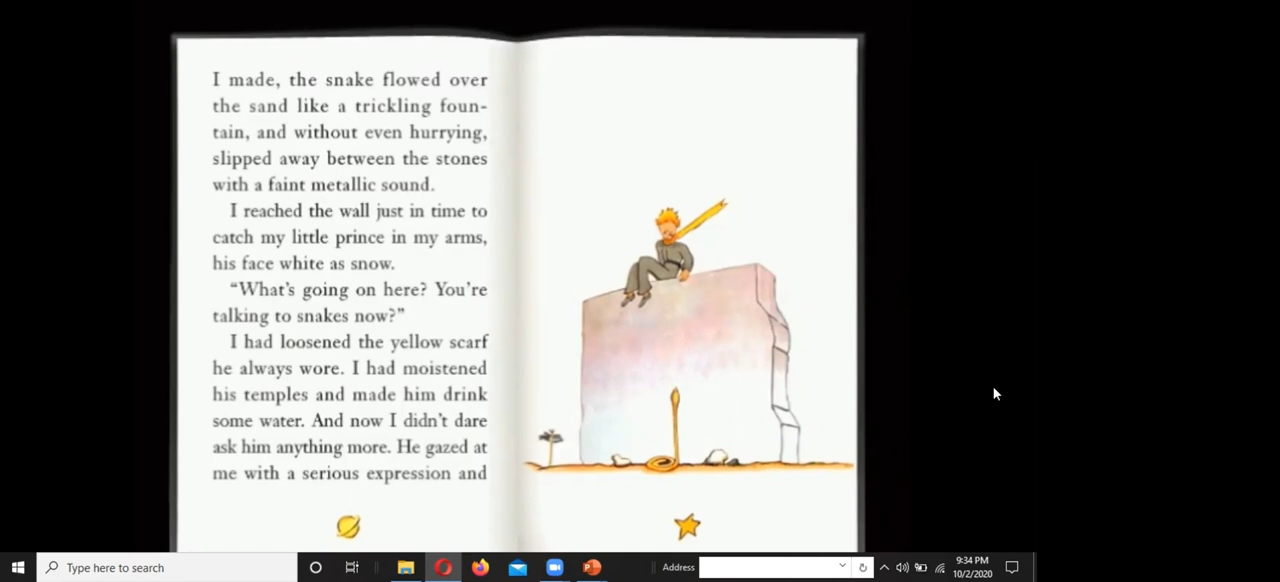 I made, the snake flowed over
the sand like a trickling foun-
tain, and without even hurrying,
slipped away between the stones
with a faint metallic sound.
I reached the wall just in time to
catch my little prince in my arms,
his face white as snow.
“What’s going on here? You’re
talking to snakes now?”
I had loosened the yellow scarf
he always wore. I had moistened
his temples and made him drink
some water. And now I didn’t dare
ask him anything more. He gazed at
me with a serious expression and
Type here to search
Address
9:34 PM
10/2/2020